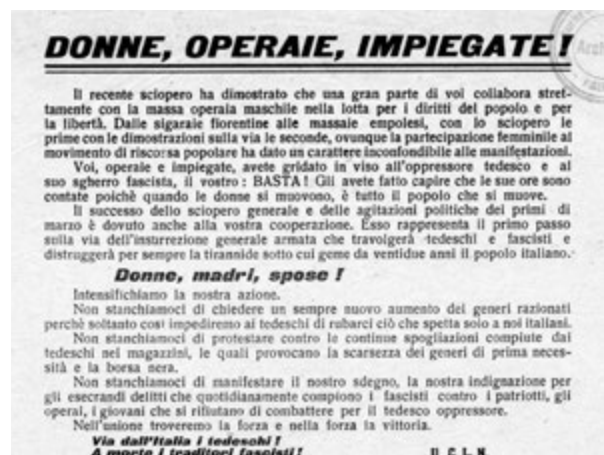 DONNE, OPERAIE, IMPIEGATE !
Il recente sciopero ha dimostrato che una gran parte di voi collabora stret-
tamente con la massa operaia maschile nella lotta per i diritti del popolo e per
la libertà. Dalle sigaraie fiorentine alle massaie empolesi, con lo sciopero le
prime con le dimostrazioni sulla via le seconde, ovunque la partecipazione femminile al
movimento di riscossa popolare ha dato un carattere inconfondibile alle manifestazioni.
Voi, operaie e impiegate, avete gridato in viso all'oppressore tedesco e al
suo sgherro fascista, il vostro : BASTA ! Gli avete fatto capire che le sue ore sono
contate poichè quando le donne si muovono, è tutto il popolo che si muove.
Il successo dello sciopero generale e delle agitazioni politiche dei primi di
marzo è dovuto anche alla vostra cooperazione. Esso rappresenta il primo passo
sulla via dell'insurrezione generale armata che travolgerà tedeschi e fascisti e
distruggerà per sempre la tirannide sotto cui geme da ventidue anni il popolo italiano.
Donne, madri, spose !
Intensifichiamo la nostra azione.
Non stanchiamoci di chiedere un sempre nuovo aumento dei generi razionati
perchè soltanto così impediremo ai tedeschi di rubarci ciò che spetta solo a noi italiani.
Non stanchiamoci di protestare contro le continue spogliazioni compiute dai
tedeschi nei magazzini, le quali provocano la scarsezza dei generi di prima neces-
sità e la borsa nera.
Non stanchiamoci di manifestare il nostro sdegno, la nostra indignazione per
gli esecrandi delitti che quotidianamente compiono i fascisti contro i patriotti, gli
operai, i giovani che si rifiutano di combattere per il tedesco oppressore.
Nell'unione troveremo la forza e nella forza la vittoria.
Via dall'Italia i tedeschi !
A morte i traditori fascisti !
Il C. L. N.